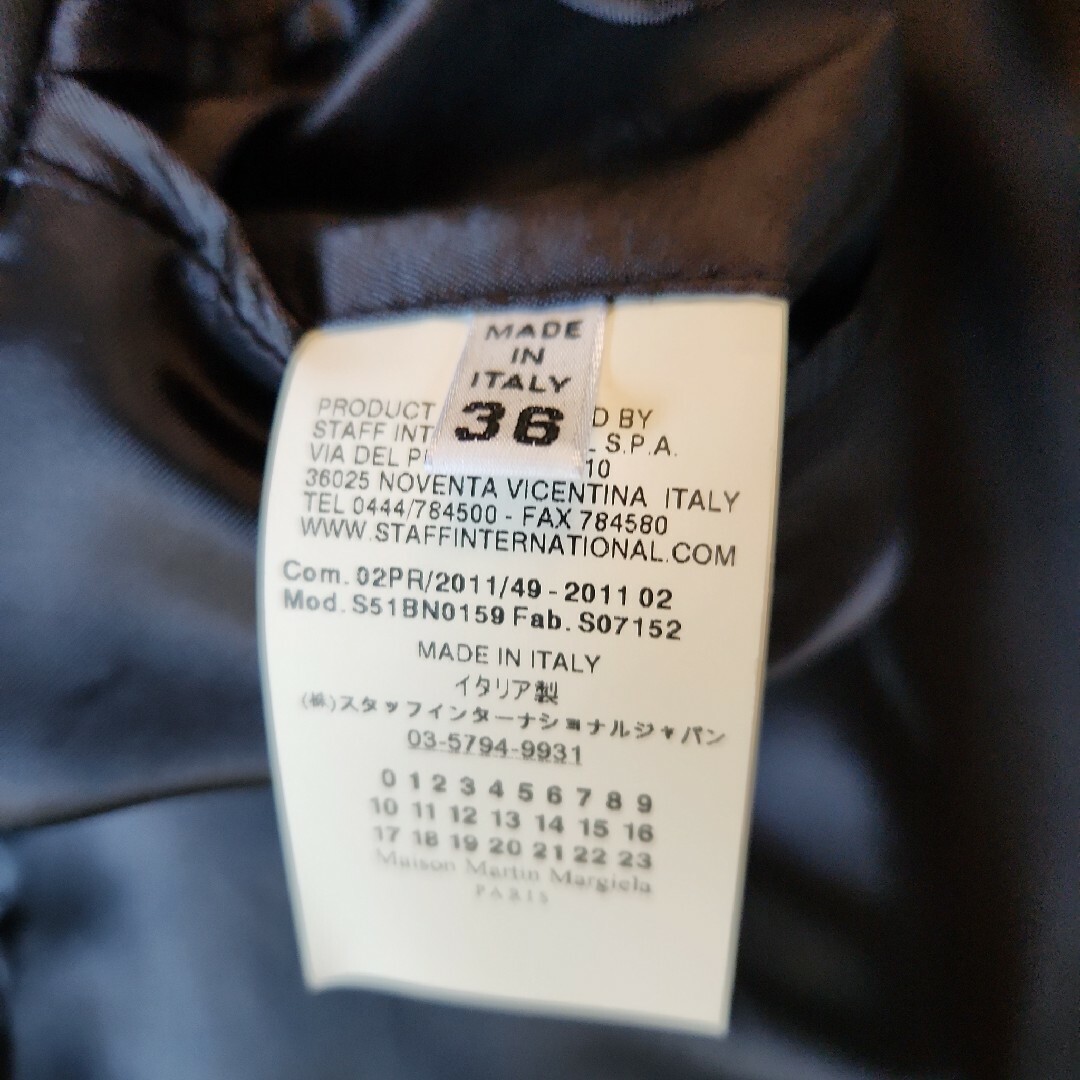 MADE
IN
ITALY
36
PRODUCT D BY
STAFF INT L S.P.A.
VIA DEL 10
36025 NOVENTA VICENTINA ITALY
TEL 0444/784500 - FAX 784580
WWW.STAFFINTERNATIONAL.COM
Com. 02PR/2011/49 - 2011 02
Mod. S51BN0159 Fab. S07152
MADE IN ITALY
イタリア製
(株)スタッフインターナショナルジャパン
03-5794-9931
0 1 2 3 4 5 6 7 8 9
10 11 12 13 14 15 16
17 18 19 20 21 22 23
Maison Martin Margiela
PARIS